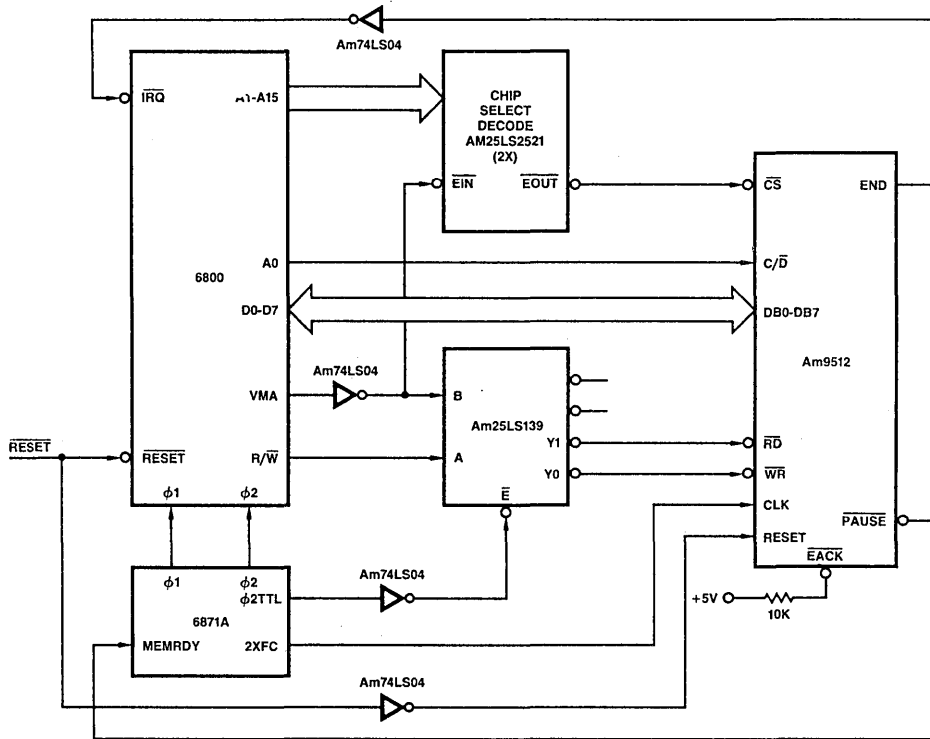 Am74LS04
IRQ
A1-A15
CHIP
SELECT
DECODE
AM25LS2521
(2X)
EIN
EOUT
CS
END
A0
C/D
6800
D0-D7
DB0-DB7
Am9512
Am74LS04
VMA
B
Am25LS139
RESET
RESET
R/W
A
Y1
RD
Y0
WR
E
CLK
φ1
φ2
PAUSE
RESET
EACK
φ1
φ2
φ2TTL
Am74LS04
+5V
10K
6871A
MEMRDY
2XFC
Am74LS04